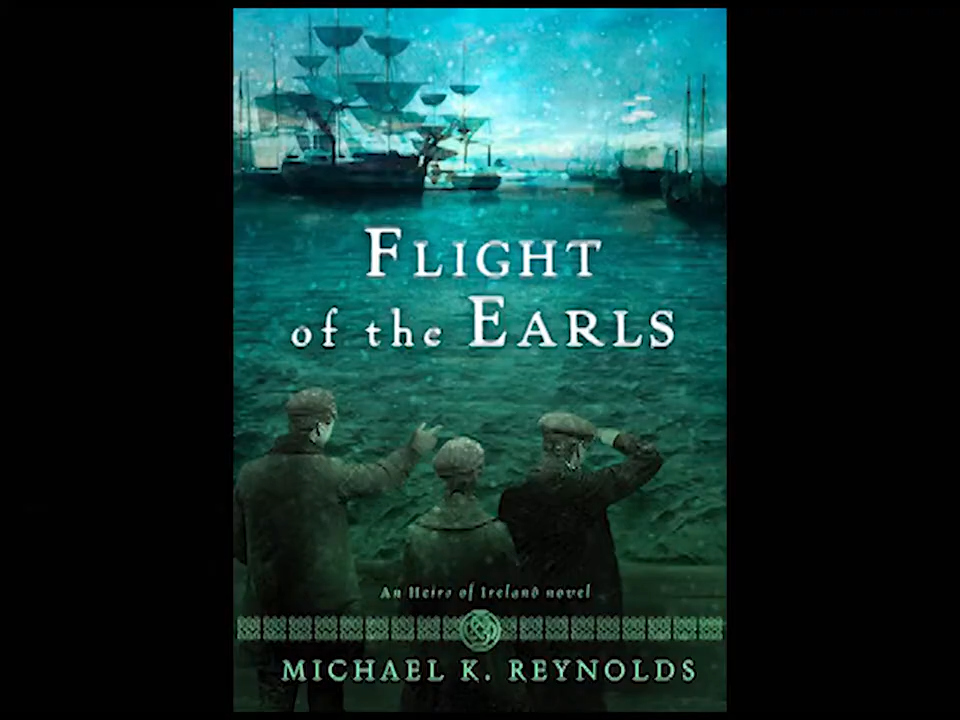 FLIGHT
of the EARLS
An Heirs of Ireland novel
MICHAEL K. REYNOLDS